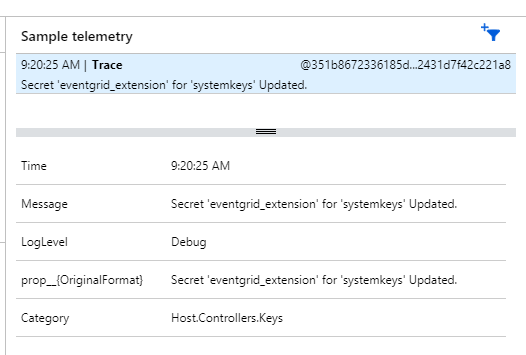 Sample telemetry
9:20:25 AM | Trace @351b8672336185d...2431d7f42c221a8
Secret 'eventgrid_extension' for 'systemkeys' Updated.
Time 9:20:25 AM
Message Secret 'eventgrid_extension' for 'systemkeys' Updated.
LogLevel Debug
prop__{OriginalFormat} Secret 'eventgrid_extension' for 'systemkeys' Updated.
Category Host.Controllers.Keys